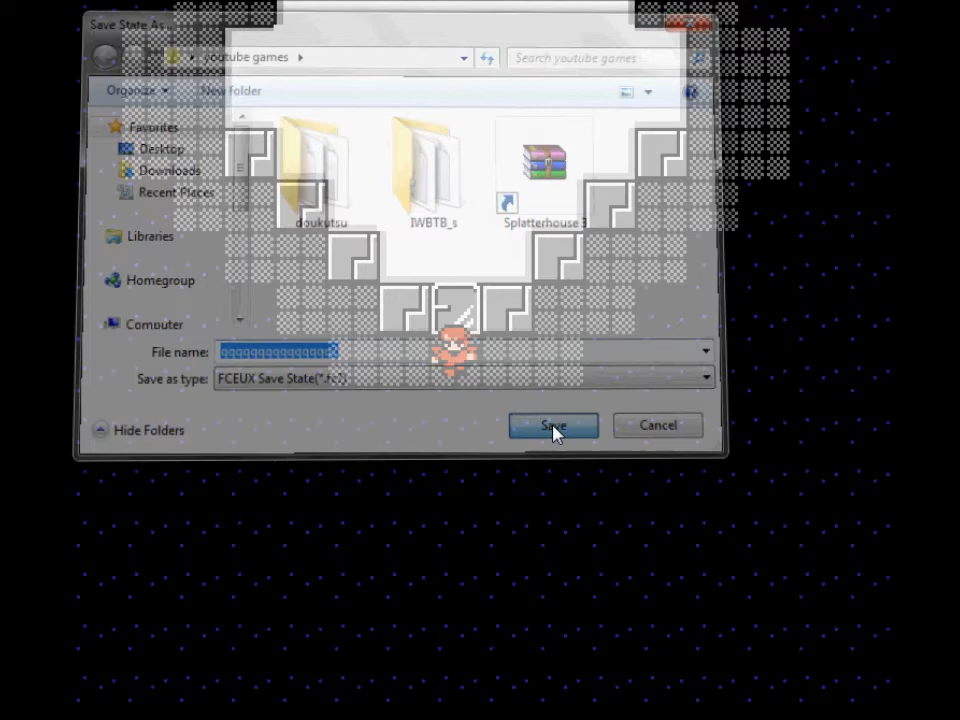 Save State As...
youtube games
Search youtube games
Organize
New folder
Favorites
Desktop
Downloads
Recent Places
Libraries
Homegroup
Computer
doukutsu
IWBTB_s
Splatterhouse 3
File name:
Save as type:
FCEUX Save State(*.fc?)
Hide Folders
Save
Cancel